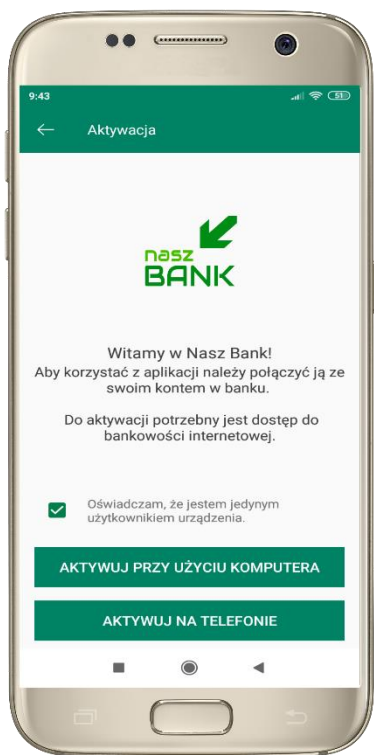 9:43
51
Aktywacja
nasz
BANK
Witamy w Nasz Bank!
Aby korzystać z aplikacji należy połączyć ją ze
swoim kontem w banku.
Do aktywacji potrzebny jest dostęp do
bankowości internetowej.
Oświadczam, że jestem jedynym
użytkownikiem urządzenia.
AKTYWUJ PRZY UŻYCIU KOMPUTERA
AKTYWUJ NA TELEFONIE